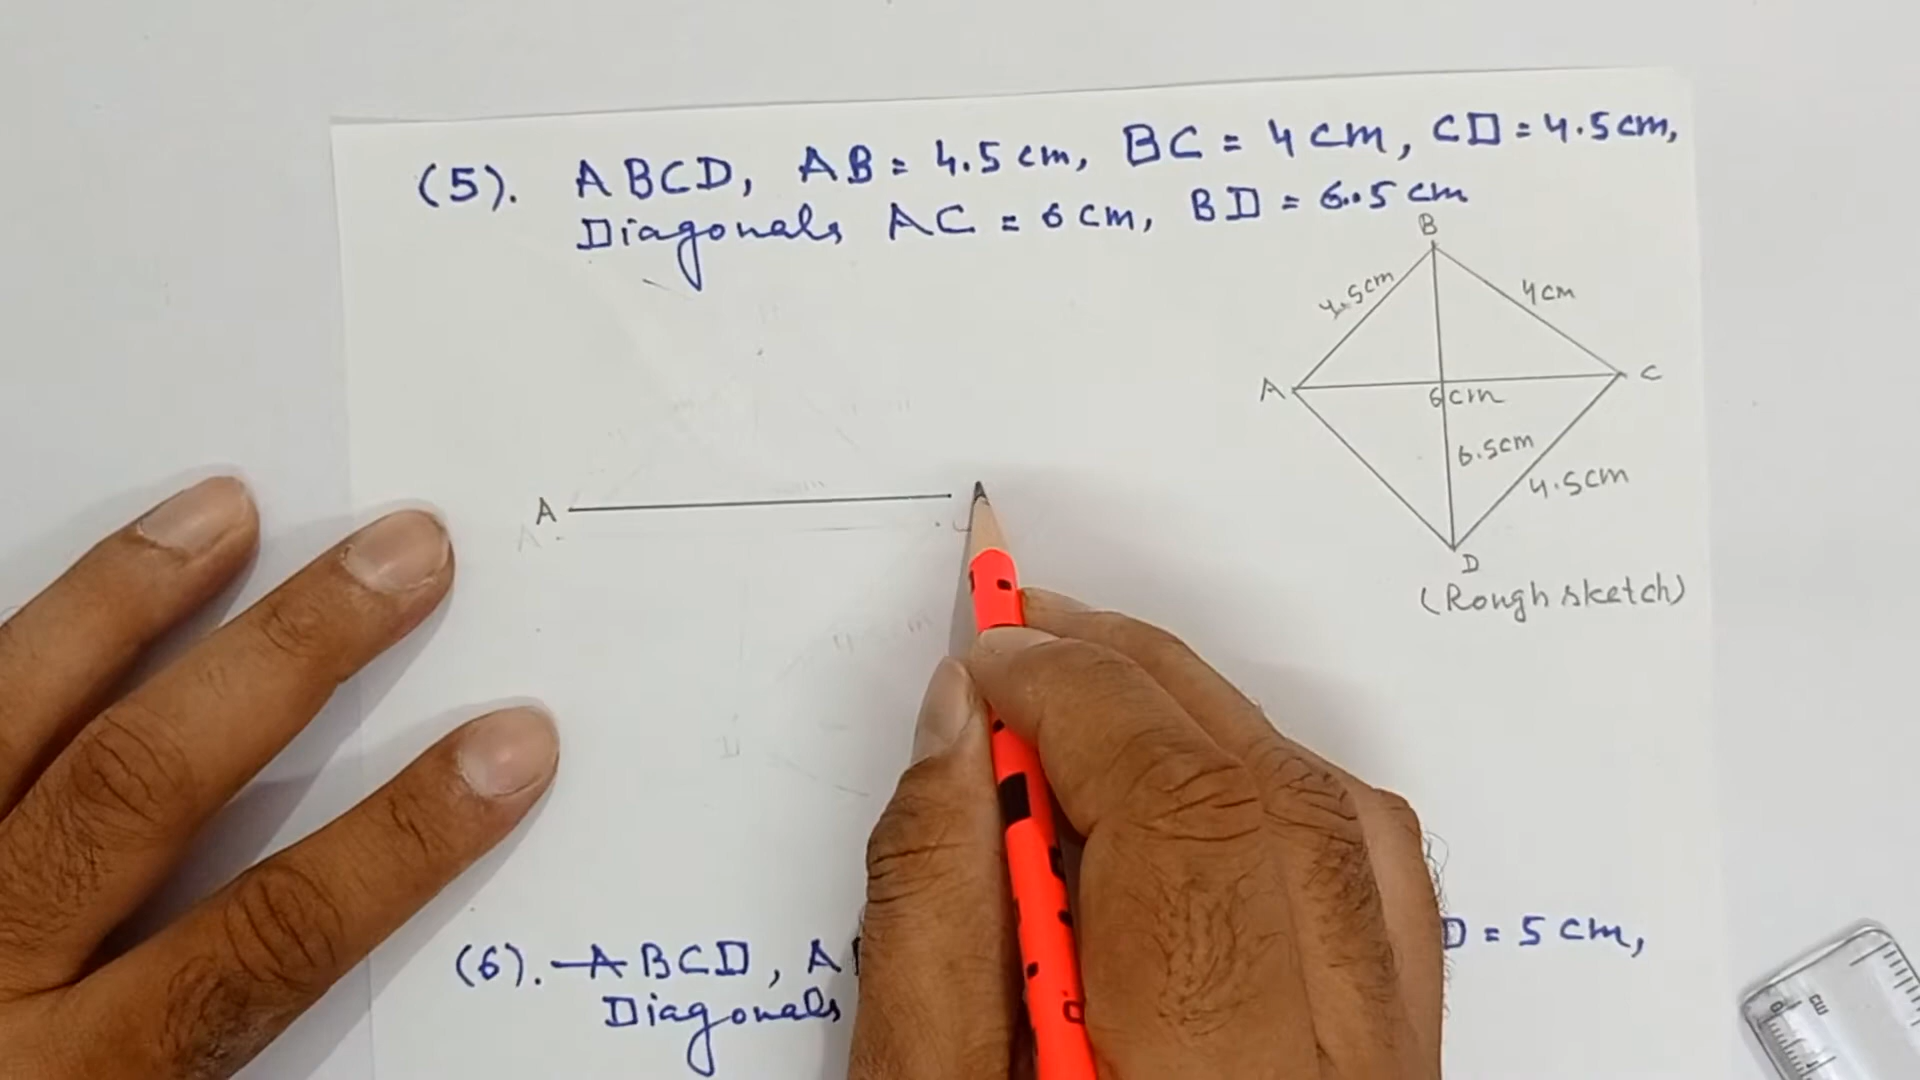 (5). ABCD, AB = 4.5 cm, BC = 4 cm, CD = 4.5 cm,
Diagonals AC = 6 cm, BD = 6.5 cm
B
4.5cm
4cm
A
C
6cm
6.5cm
4.5cm
D
(Rough sketch)
A
(6). ABCD, A
D = 5 cm,
Diagonals